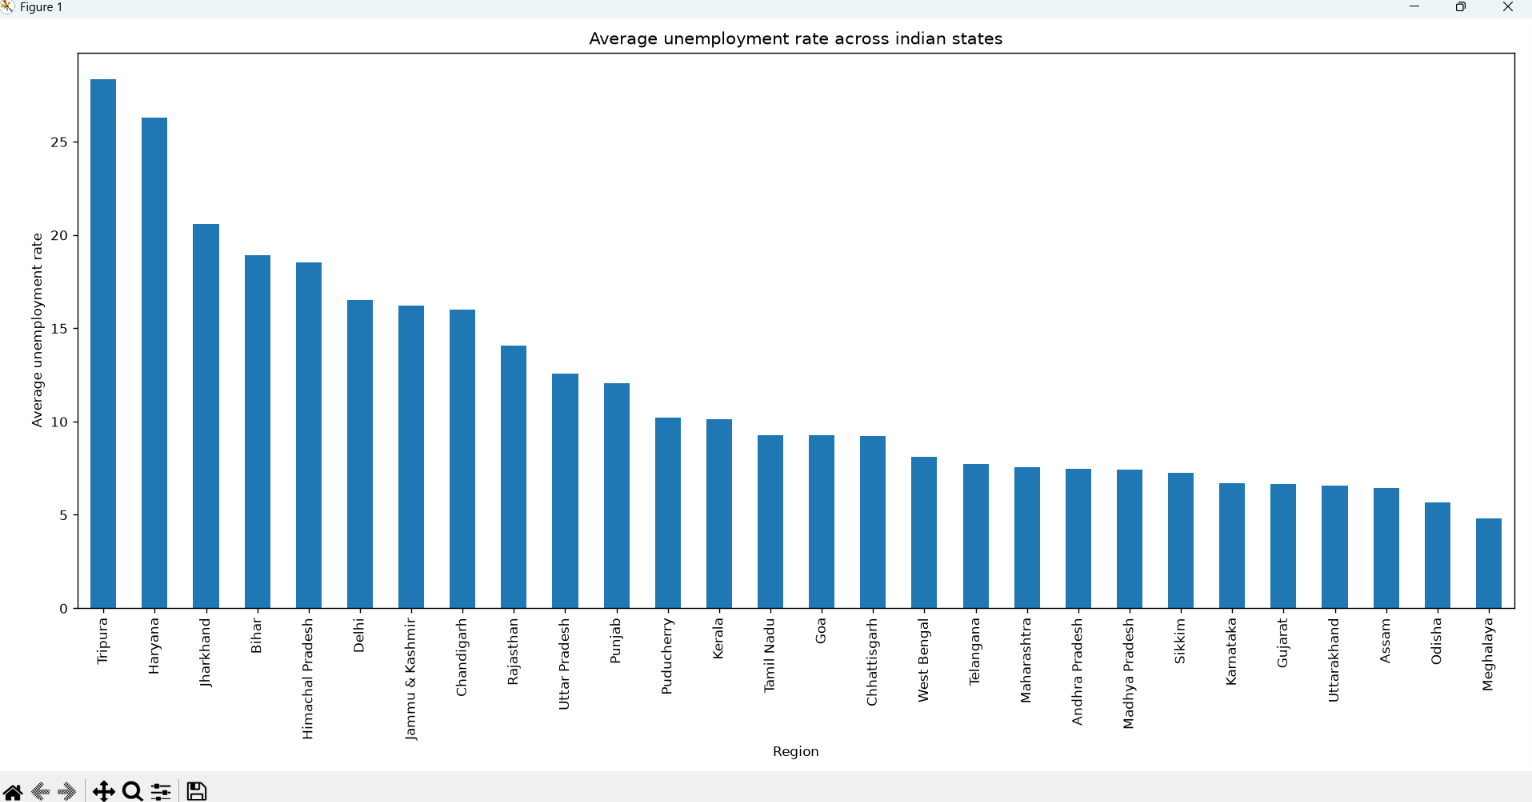 Figure 1
Average unemployment rate across indian states
Average unemployment rate
25
20
15
10
5
0
Tripura
Haryana
Jharkhand
Bihar
Himachal Pradesh
Delhi
Jammu & Kashmir
Chandigarh
Rajasthan
Uttar Pradesh
Punjab
Puducherry
Kerala
Tamil Nadu
Goa
Chhattisgarh
West Bengal
Telangana
Maharashtra
Andhra Pradesh
Madhya Pradesh
Sikkim
Karnataka
Gujarat
Uttarakhand
Assam
Odisha
Meghalaya
Region